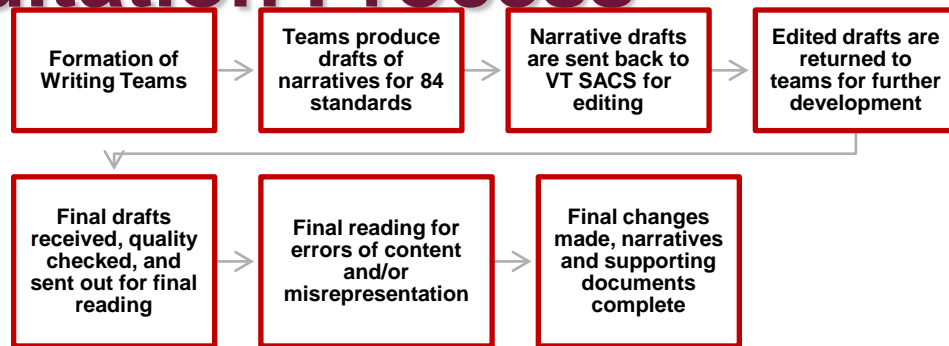 Formation of
Writing Teams
Teams produce
drafts of
narratives for 84
standards
Narrative drafts
are sent back to
VT SACS for
editing
Edited drafts are
returned to
teams for further
development
Final drafts
received, quality
checked, and
sent out for final
reading
Final reading for
errors of content
and/or
misrepresentation
Final changes
made, narratives
and supporting
documents
complete